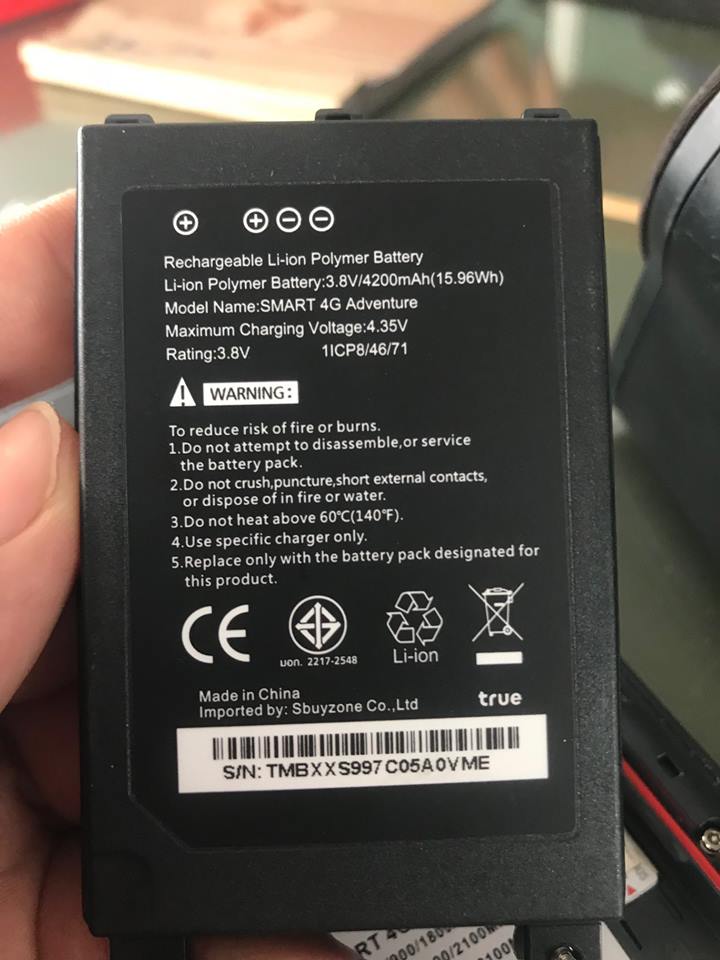 ⊕ ⊕ ⊖ ⊖
Rechargeable Li-ion Polymer Battery
Li-ion Polymer Battery:3.8V/4200mAh(15.96Wh)
Model Name:SMART 4G Adventure
Maximum Charging Voltage:4.35V
Rating:3.8V 1ICP8/46/71
WARNING:
To reduce risk of fire or burns.
1.Do not attempt to disassemble,or service
the battery pack.
2.Do not crush,puncture,short external contacts,
or dispose of in fire or water.
3.Do not heat above 60℃(140℉).
4.Use specific charger only.
5.Replace only with the battery pack designated for
this product.
CE
มอก. 2217-2548
Li-ion
Made in China
Imported by: Sbuyzone Co.,Ltd
true
S/N: TMBXXS997C05A0VME